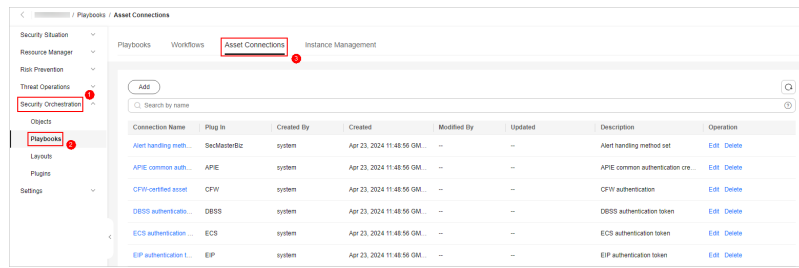 / Playbooks / Asset Connections
Security Situation
Resource Manager
Risk Prevention
Threat Operations
1
Security Orchestration
Objects
Playbooks
2
Layouts
Plugins
Settings
Playbooks Workflows Asset Connections Instance Management
3
Add
Search by name
Connection Name Plug In Created By Created Modified By Updated Description Operation
Alert handling meth... SecMasterBiz system Apr 23, 2024 11:48:56 GM... -- -- Alert handling method set Edit Delete
APIE common auth... APIE system Apr 23, 2024 11:48:56 GM... -- -- APIE common authentication cre... Edit Delete
CFW-certified asset CFW system Apr 23, 2024 11:48:56 GM... -- -- CFW authentication Edit Delete
DBSS authenticatio... DBSS system Apr 23, 2024 11:48:56 GM... -- -- DBSS authentication token Edit Delete
ECS authentication ... ECS system Apr 23, 2024 11:48:56 GM... -- -- ECS authentication token Edit Delete
EIP authentication t... EIP system Apr 23, 2024 11:48:56 GM... -- -- EIP authentication token Edit Delete